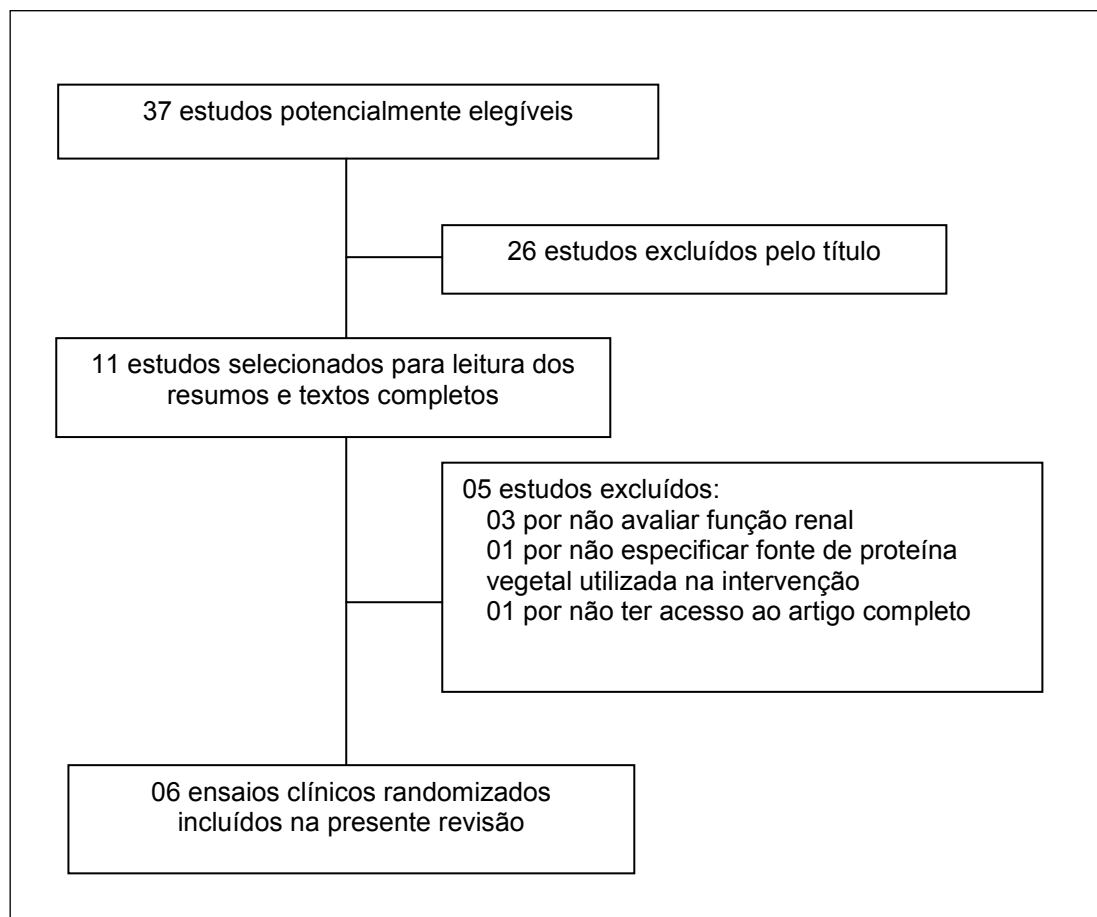 37 estudos potencialmente elegíveis
26 estudos excluídos pelo título
11 estudos selecionados para leitura dos
resumos e textos completos
05 estudos excluídos:
03 por não avaliar função renal
01 por não especificar fonte de proteína
vegetal utilizada na intervenção
01 por não ter acesso ao artigo completo
06 ensaios clínicos randomizados
incluídos na presente revisão